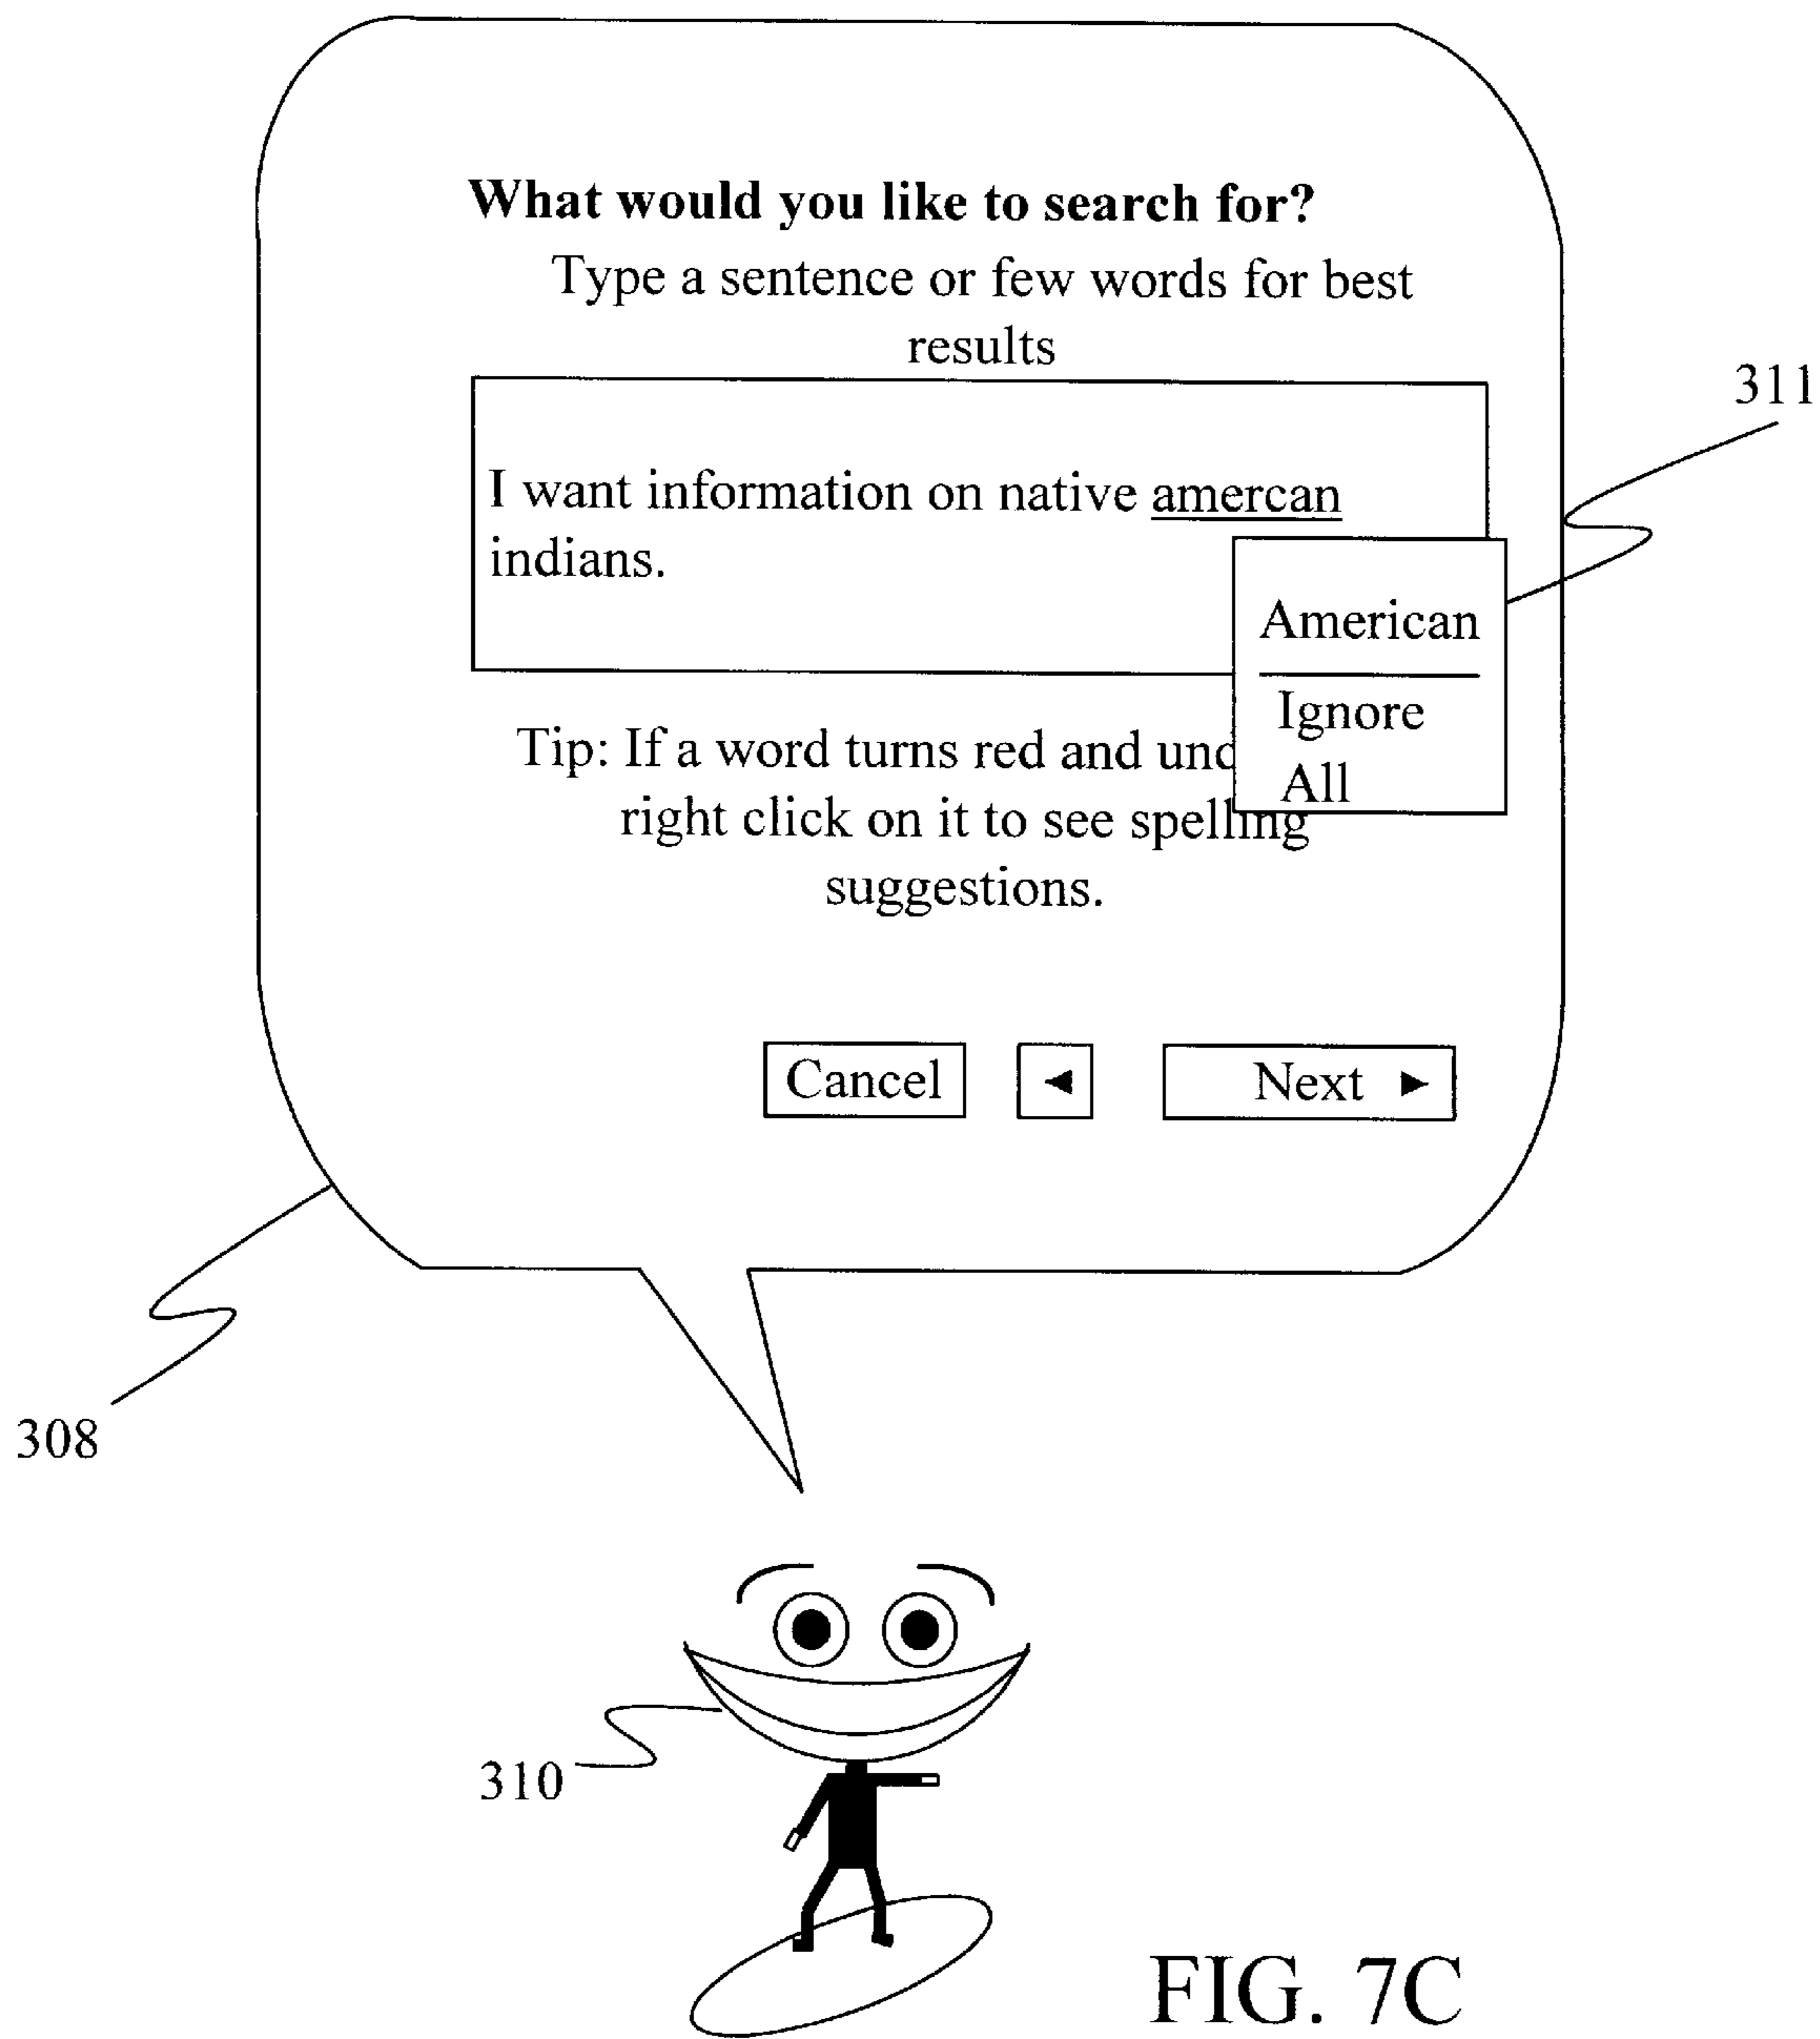 What would you like to search for?
Type a sentence or few words for best
results
311
I want information on native amercan
indians.
American
Ignore
All
Tip: If a word turns red and
right click on it to see spelling
suggestions.
Cancel ◄ Next ►
308
310
FIG. 7C